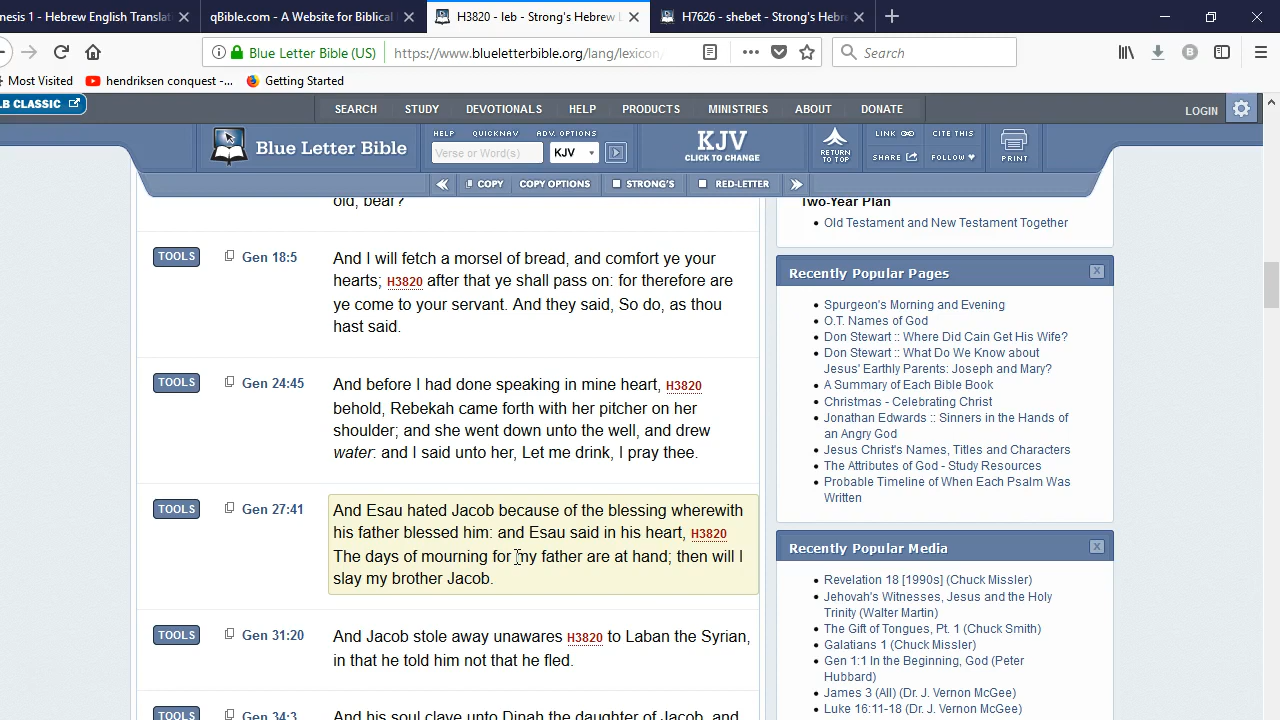 nesis 1 - Hebrew English Translat
qBible.com - A Website for Biblical
H3820 - leb - Strong's Hebrew L
H7626 - shebet - Strong's Hebr
Blue Letter Bible (US)
https://www.blueletterbible.org/lang/lexicon/
Search
Most Visited
hendriksen conquest -...
Getting Started
LB CLASSIC
SEARCH
STUDY
DEVOTIONALS
HELP
PRODUCTS
MINISTRIES
ABOUT
DONATE
LOGIN
Blue Letter Bible
HELP
QUICKNAV
ADV. OPTIONS
Verse or Word(s)
KJV
KJV
CLICK TO CHANGE
RETURN
TO TOP
LINK
CITE THIS
SHARE
FOLLOW
PRINT
COPY
COPY OPTIONS
STRONG'S
RED-LETTER
old, bear?
TOOLS
Gen 18:5
And I will fetch a morsel of bread, and comfort ye your
hearts; H3820 after that ye shall pass on: for therefore are
ye come to your servant. And they said, So do, as thou
hast said.
TOOLS
Gen 24:45
And before I had done speaking in mine heart, H3820
behold, Rebekah came forth with her pitcher on her
shoulder; and she went down unto the well, and drew
water: and I said unto her, Let me drink, I pray thee.
TOOLS
Gen 27:41
And Esau hated Jacob because of the blessing wherewith
his father blessed him: and Esau said in his heart, H3820
The days of mourning for my father are at hand; then will I
slay my brother Jacob.
TOOLS
Gen 31:20
And Jacob stole away unawares H3820 to Laban the Syrian,
in that he told him not that he fled.
TOOLS
Gen 34:3
And his soul clave unto Dinah the daughter of Jacob, and
Two-Year Plan
Old Testament and New Testament Together
Recently Popular Pages
Spurgeon's Morning and Evening
O.T. Names of God
Don Stewart :: Where Did Cain Get His Wife?
Don Stewart :: What Do We Know about
Jesus' Earthly Parents: Joseph and Mary?
A Summary of Each Bible Book
Christmas - Celebrating Christ
Jonathan Edwards :: Sinners in the Hands of
an Angry God
Jesus Christ's Names, Titles and Characters
The Attributes of God - Study Resources
Probable Timeline of When Each Psalm Was
Written
Recently Popular Media
Revelation 18 [1990s] (Chuck Missler)
Jehovah's Witnesses, Jesus and the Holy
Trinity (Walter Martin)
The Gift of Tongues, Pt. 1 (Chuck Smith)
Galatians 1 (Chuck Missler)
Gen 1:1 In the Beginning, God (Peter
Hubbard)
James 3 (All) (Dr. J. Vernon McGee)
Luke 16:11-18 (Dr. J. Vernon McGee)